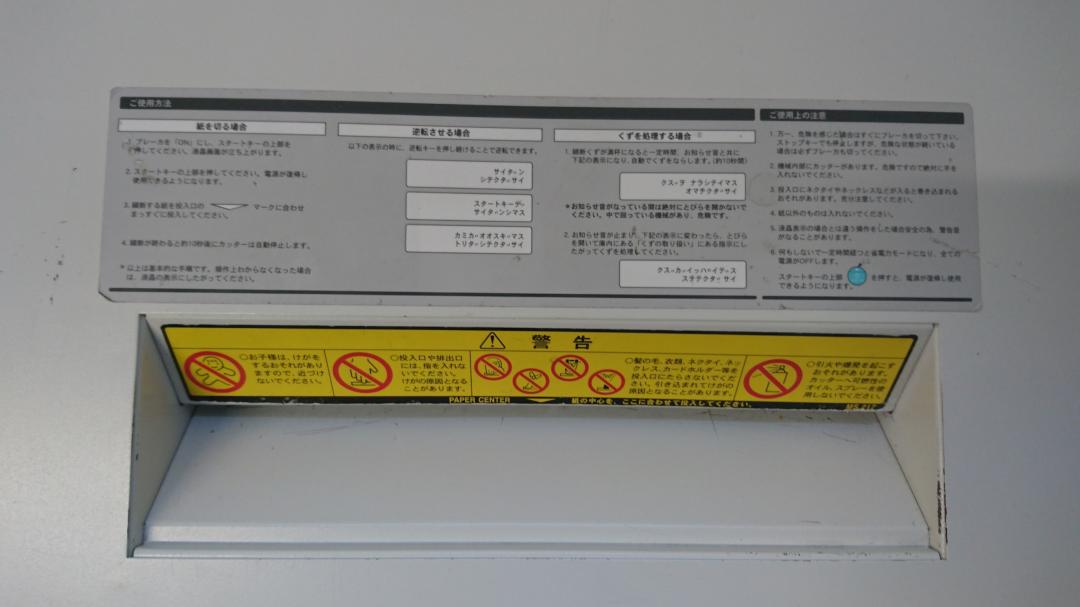 ご使用方法
紙を切る場合
1. ブレーカを「ON」にし、スタートキーの上部を
押してください。液晶画面が立ち上がります。
2. スタートキーの上部を押してください。電源が復帰し
使用できるようになります。
3. 細断する紙を投入口の マークに合わせ
まっすぐに投入してください。
4. 細断が終わると約10秒後にカッターは自動停止します。
* 以上は基本的な手順です。操作上わからなくなった場合
は、液晶の表示にしたがってください。
逆転させる場合
以下の表示の時に、逆転キーを押し続けることで逆転できます。
サイダン
シテクダサイ
スタートキーデ
サイダンシマス
カミガオオスギマス
トリダシテクダサイ
くずを処理する場合
1. 細断くずが満杯になると一定時間、お知らせ音と共に
下記の表示になり、自動でくずをならします。(約10秒間)
クズヲ ナラシテイマス
オマチクダサイ
*お知らせ音がなっている間は絶対にとびらを開かないで
ください。中で回っている機械があり、危険です。
2. お知らせ音が止まり、下記の表示に変わったら、とびら
を開いて庫内にある「くずの取り扱い」にある指示にし
たがってくずを処理してください。
クズガイッパイデス
ステテクダサイ
ご使用上の注意
1. 万一、危険を感じた場合はすぐにブレーカを切って下さい。
ストップキーでも停止しますが、危険な状態が続いている
場合は必ずブレーカも切ってください。
2. 機械内部にカッターがあります。危険ですので絶対に手を
入れないでください。
3. 投入口にネクタイやネックレスなどが入ると巻き込まれる
おそれがあります。充分注意してください。
4. 紙以外のものは入れないでください。
5. 液晶表示の場合とは違う操作をした場合安全の為、警告音
がなることがあります。
6. 何もしないで一定時間経つと省電力モードになり、全ての
電源がOFFします。
スタートキーの上部 を押すと、電源が復帰し使用
できるようになります。
警告
○お子様は、けがを
するおそれがあり
ますので、近づけ
ないでください。
○投入口や排出口
には、指を入れな
いでください。
けがの原因となる
ことがあります。
○髪の毛、衣類、ネクタイ、ネッ
クレス、カードホルダー等を
投入口にたらさないでくだ
さい。引き込まれてけがの
原因となることがあります。
○引火や爆発を起こす
おそれがあります。
カッターへ可燃性の
オイル、スプレーを使
用しないでください。
PAPER CENTER 紙の中心を、ここに合わせて投入してください。